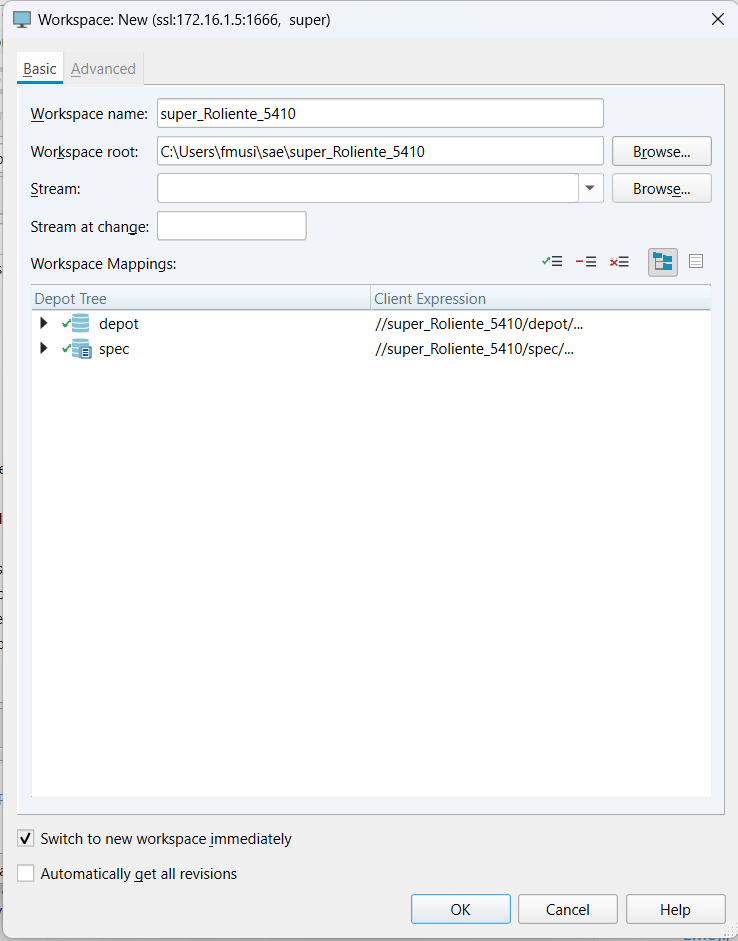 Workspace: New (ssl:172.16.1.5:1666, super)
Basic Advanced
Workspace name: super_Roliente_5410
Workspace root: C:\Users\fmusi\sae\super_Roliente_5410 Browse...
Stream: Browse...
Stream at change:
Workspace Mappings:
Depot Tree Client Expression
depot //super_Roliente_5410/depot/...
spec //super_Roliente_5410/spec/...
Switch to new workspace immediately
Automatically get all revisions
OK Cancel Help